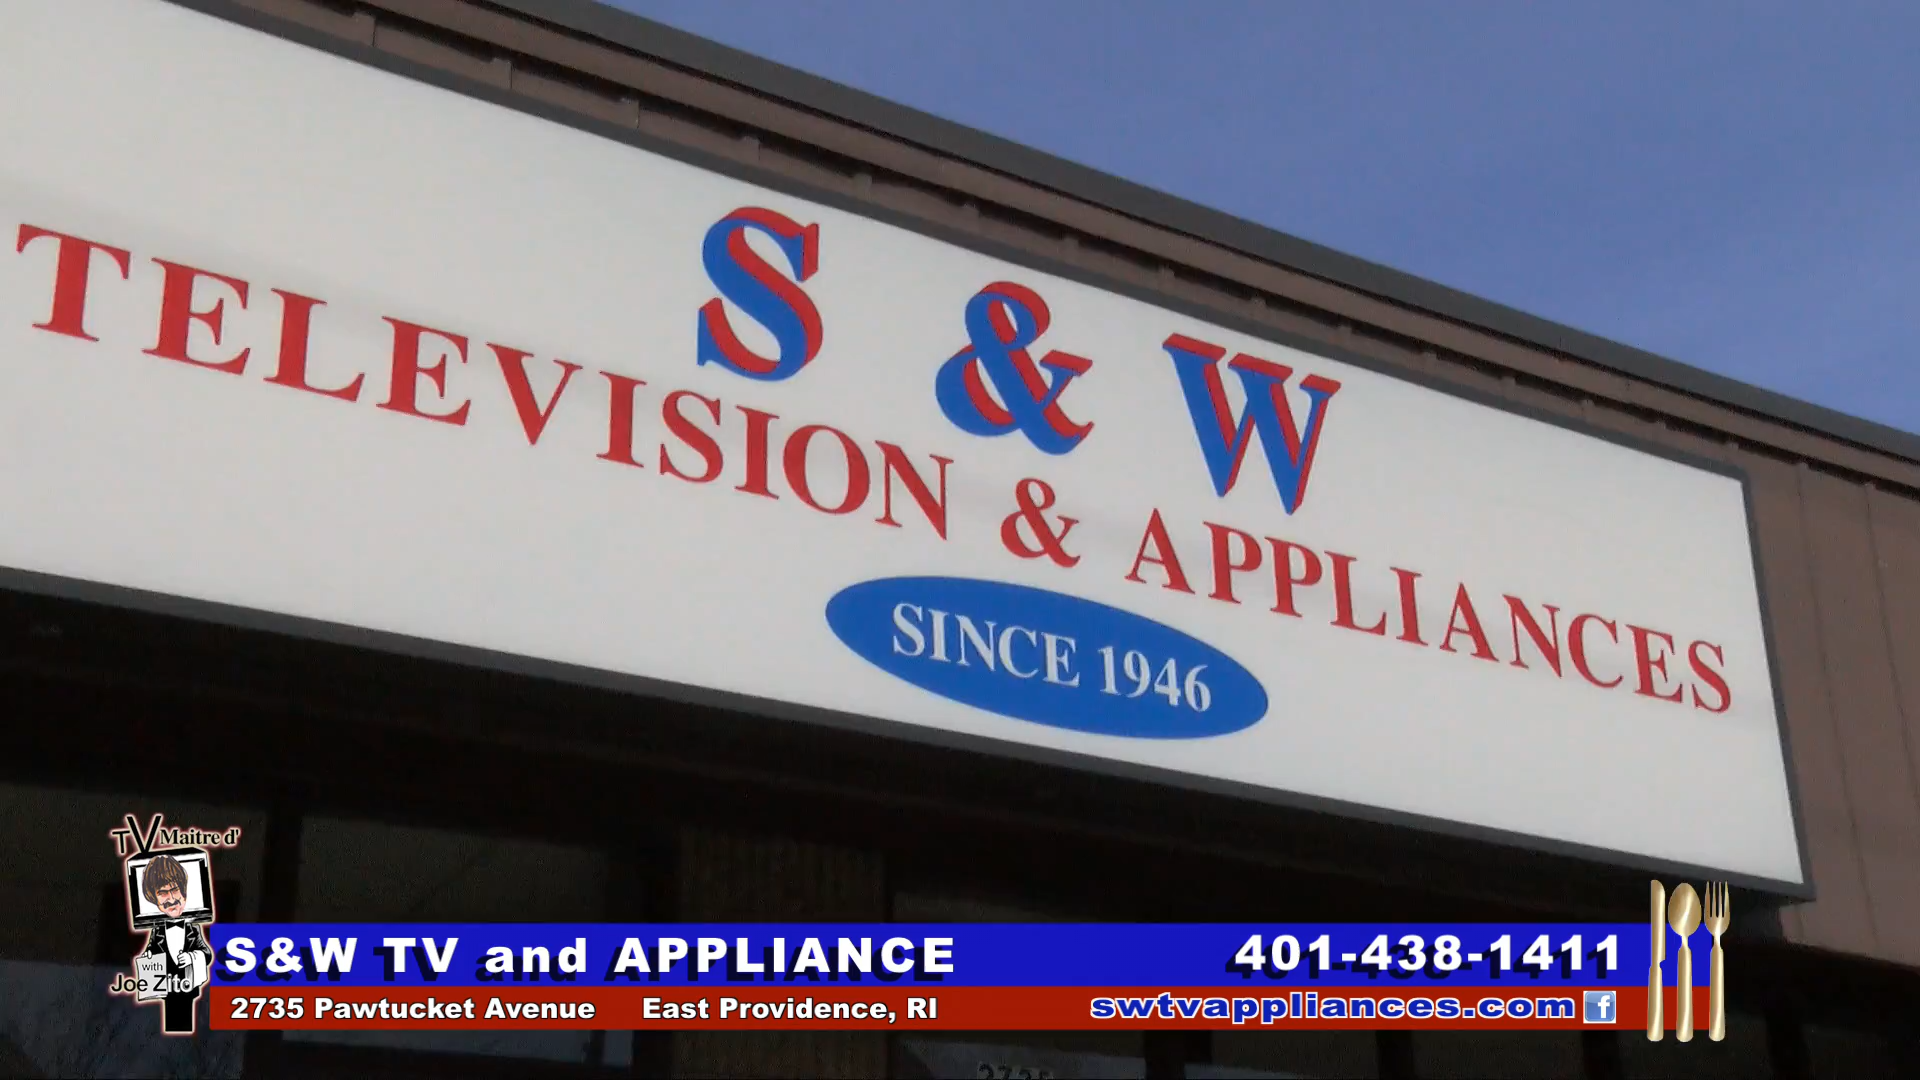 S & W
TELEVISION & APPLIANCES
SINCE 1946
TV Maitre d'
with
Joe Zito
S&W TV and APPLIANCE
401-438-1411
2735 Pawtucket Avenue East Providence, RI
swtvappliances.com f
2735